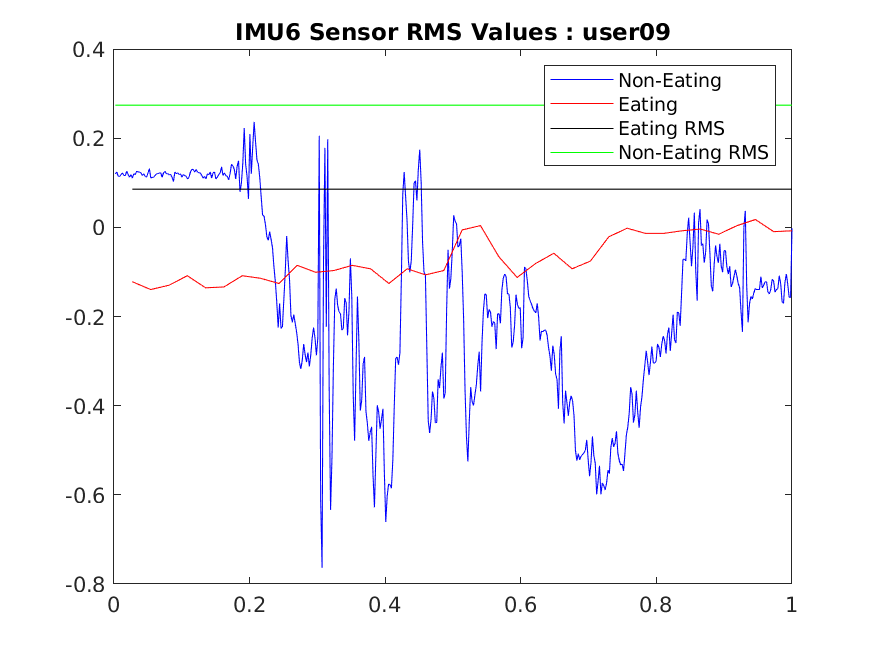 IMU6 Sensor RMS Values : user09
0.4
0.2
0
-0.2
-0.4
-0.6
-0.8
0
0.2
0.4
0.6
0.8
1
Non-Eating
Eating
Eating RMS
Non-Eating RMS